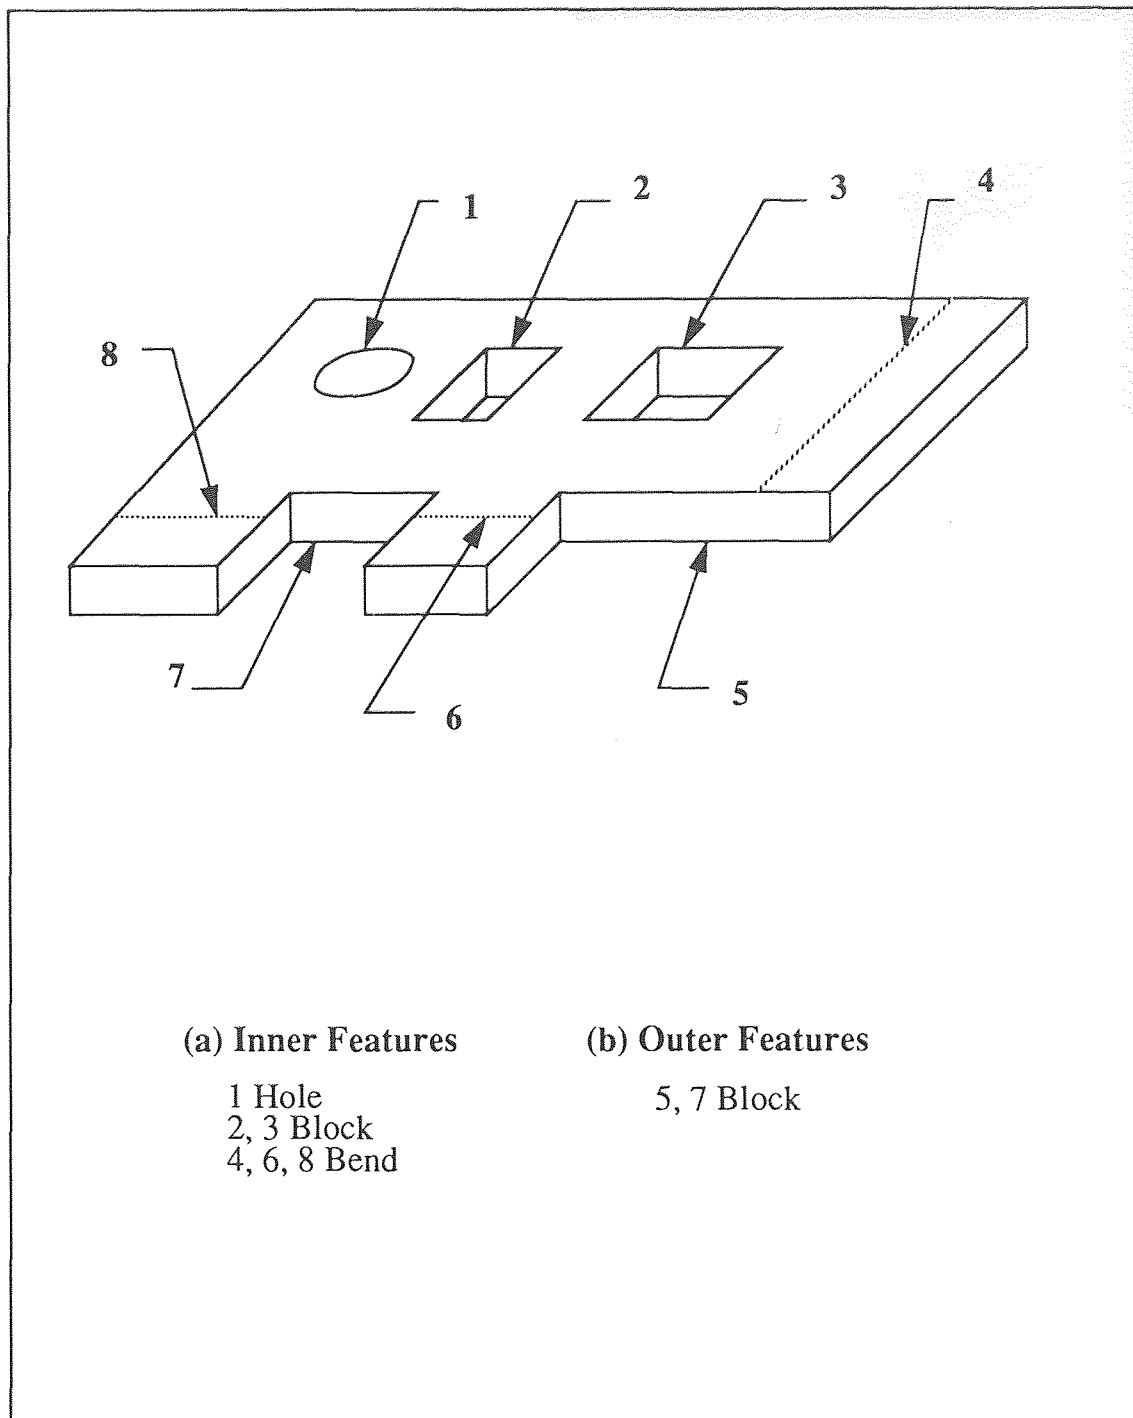 1
2
3
4
8
7
6
5
(a) Inner Features
1 Hole
2, 3 Block
4, 6, 8 Bend
(b) Outer Features
5, 7 Block